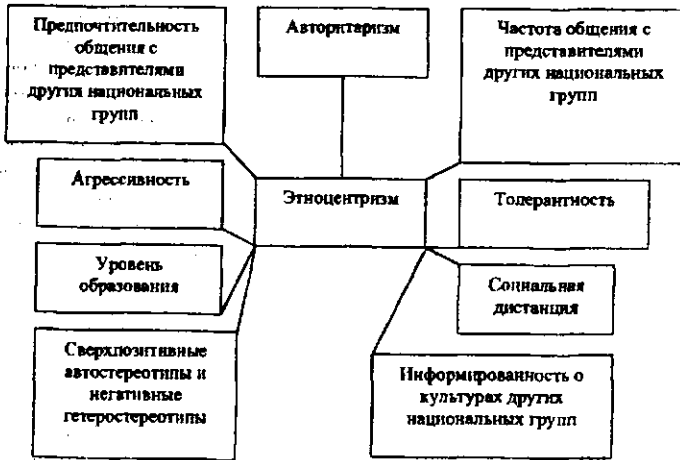 Предпочтительность
общения с
представителями
других национальных
групп
Авторитаризм
Частота общения с
представителями
других национальных
групп
Агрессивность
Этноцентризм
Толерантность
Уровень
образования
Социальная
дистанция
Сверхпозитивные
автостереотипы и
негативные
гетеростереотипы
Информированность о
культурах других
национальных групп